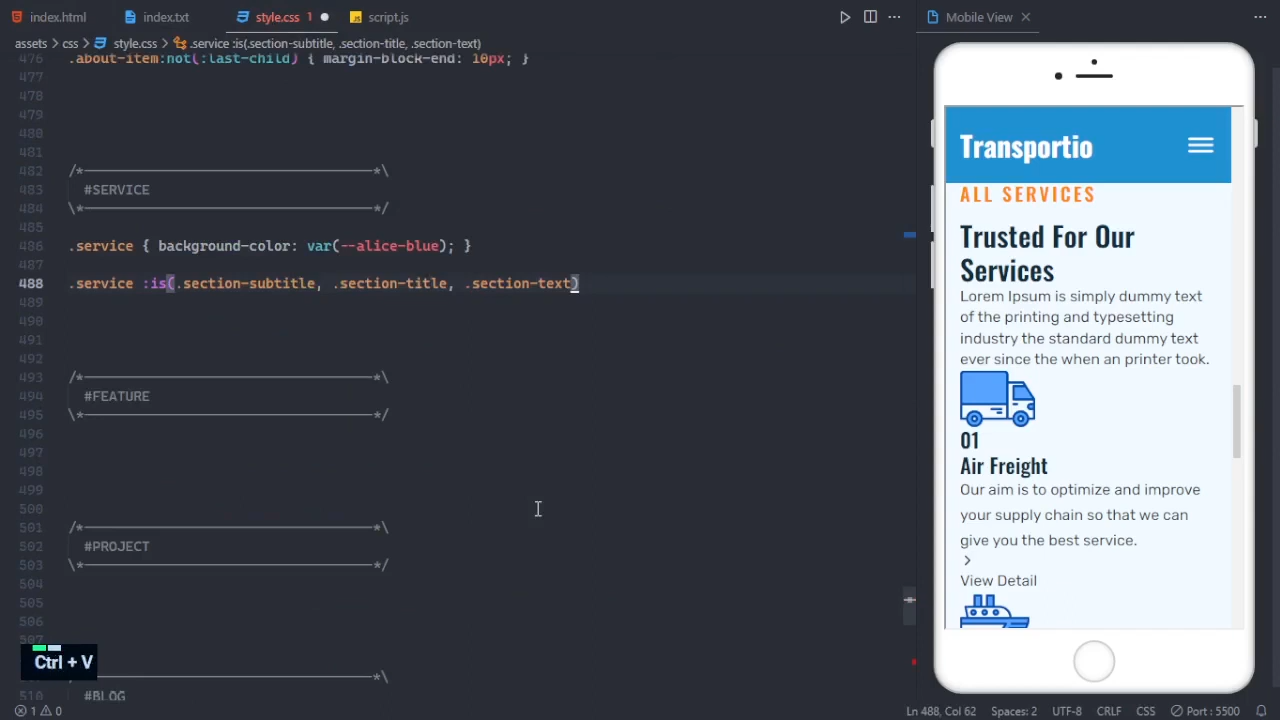 index.html
index.txt
style.css 1
script.js
Mobile View
assets > css > style.css > .service :is(.section-subtitle, .section-title, .section-text)
476 .about-item:not(:last-child) { margin-block-end: 10px; }
477
478
479
480
481
482 /*-----------------------------------*\
483 #SERVICE
484 \*-----------------------------------*/
485
486 .service { background-color: var(--alice-blue); }
487
488 .service :is(.section-subtitle, .section-title, .section-text)
489
490
491
492
493 /*-----------------------------------*\
494 #FEATURE
495 \*-----------------------------------*/
496
497
498
499
500
501 /*-----------------------------------*\
502 #PROJECT
503 \*-----------------------------------*/
504
505
506
507
*\
510 #BLOG
Ctrl + V
Transportio
ALL SERVICES
Trusted For Our
Services
Lorem Ipsum is simply dummy text
of the printing and typesetting
industry the standard dummy text
ever since the when an printer took.
01
Air Freight
Our aim is to optimize and improve
your supply chain so that we can
give you the best service.
View Detail
1 0
Ln 488, Col 62
Spaces: 2
UTF-8
CRLF
CSS
Port : 5500